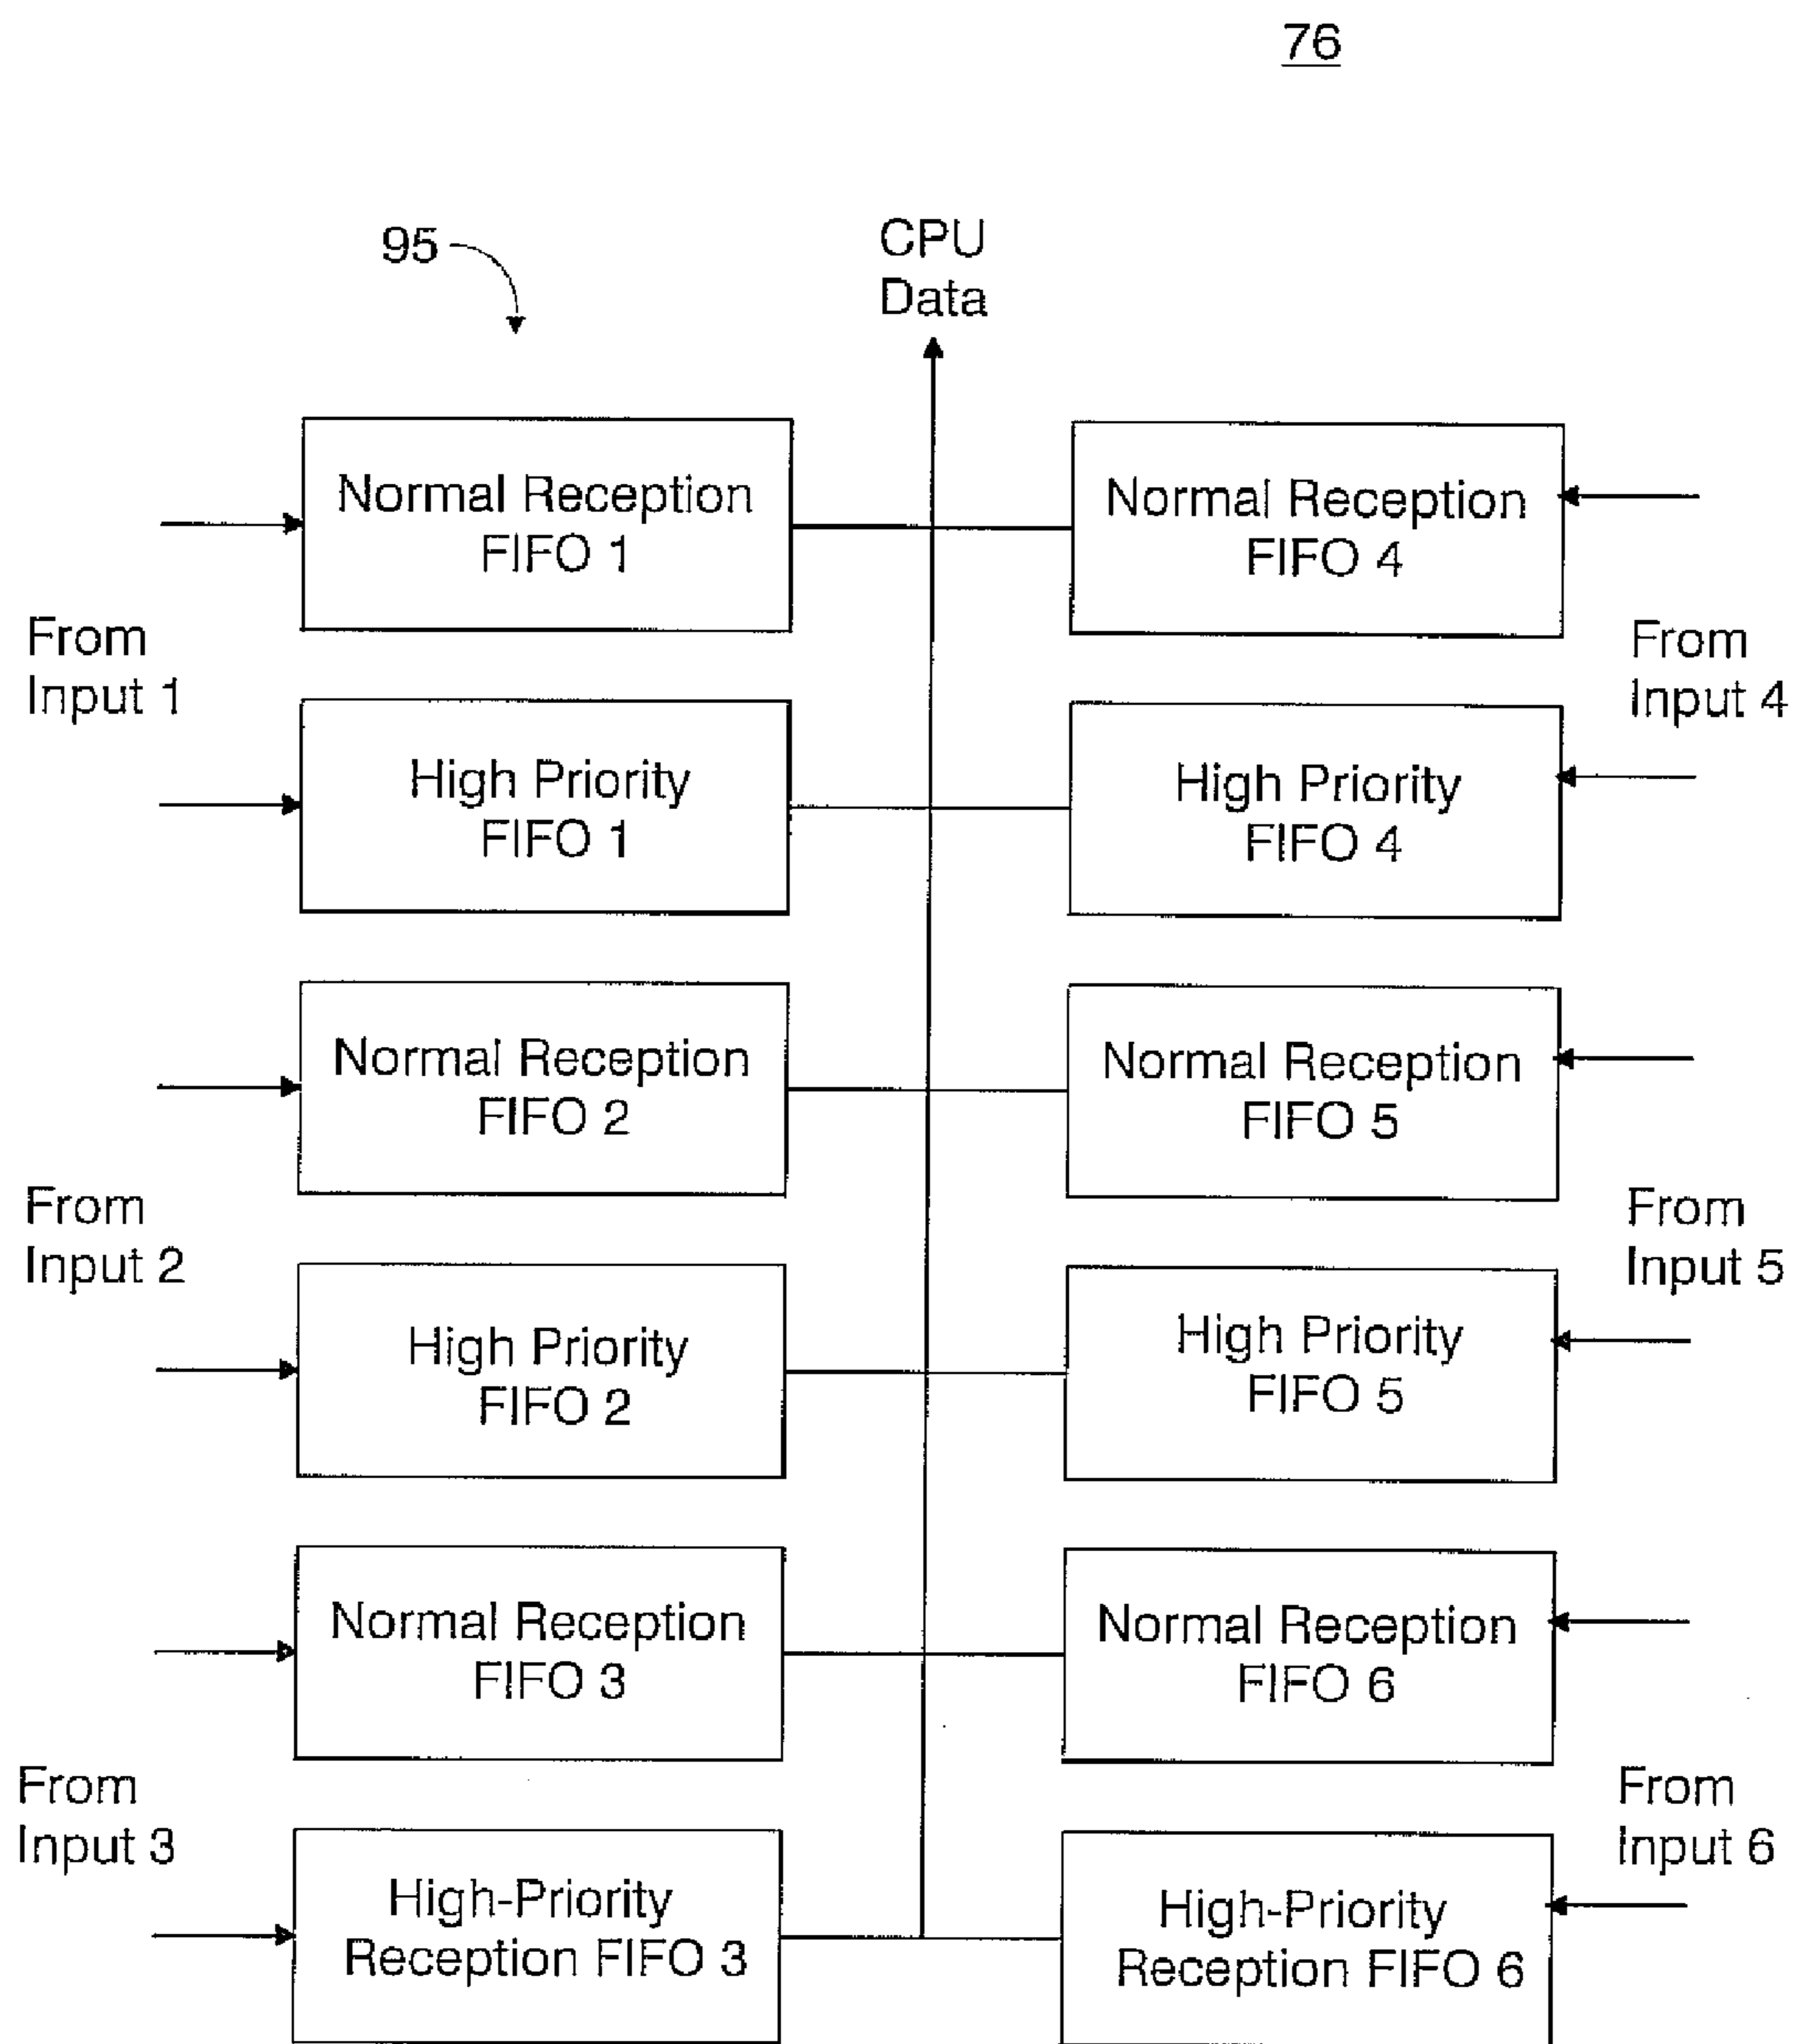 76
95
CPU
Data
Normal Reception
FIFO 1
Normal Reception
FIFO 4
From
Input 1
From
Input 4
High Priority
FIFO 1
High Priority
FIFO 4
Normal Reception
FIFO 2
Normal Reception
FIFO 5
From
Input 2
From
Input 5
High Priority
FIFO 2
High Priority
FIFO 5
Normal Reception
FIFO 3
Normal Reception
FIFO 6
From
Input 3
From
Input 6
High-Priority
Reception FIFO 3
High-Priority
Reception FIFO 6